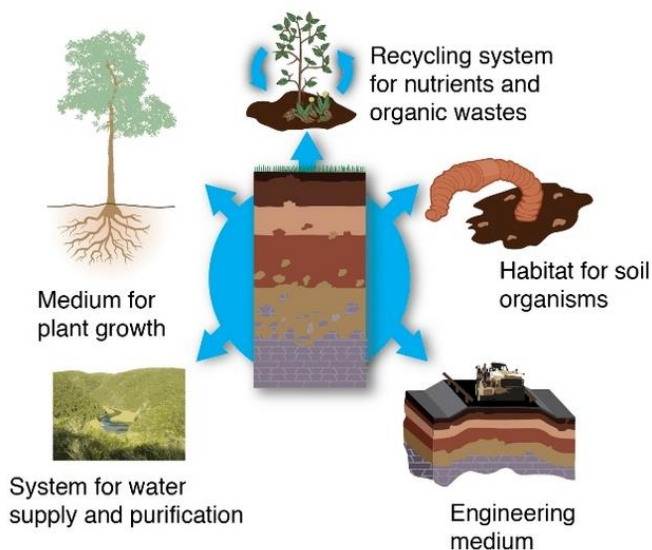 Recycling system
for nutrients and
organic wastes
Medium for
plant growth
Habitat for soil
organisms
System for water
supply and purification
Engineering
medium